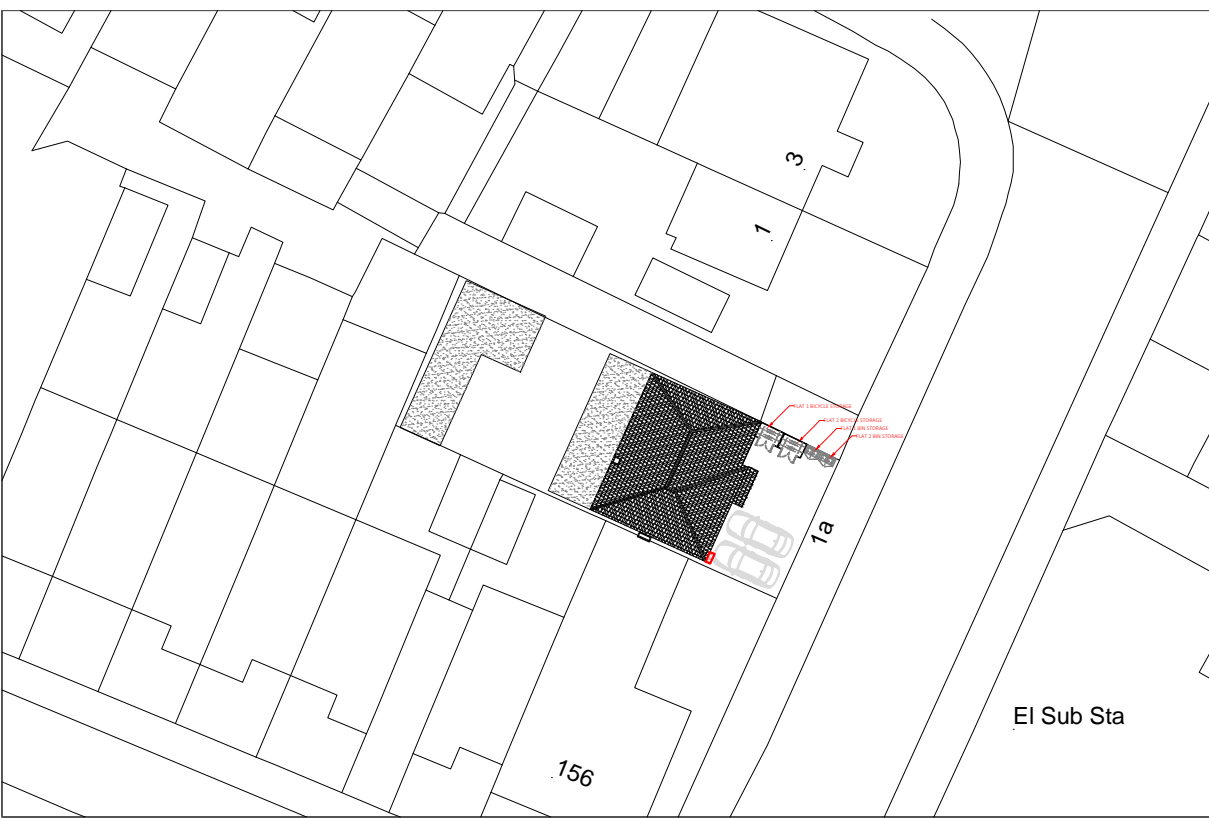 3
1
FLAT 1 BICYCLE STORAGE
FLAT 2 BICYCLE STORAGE
FLAT 1 BIN STORAGE
FLAT 2 BIN STORAGE
1a
El Sub Sta
156